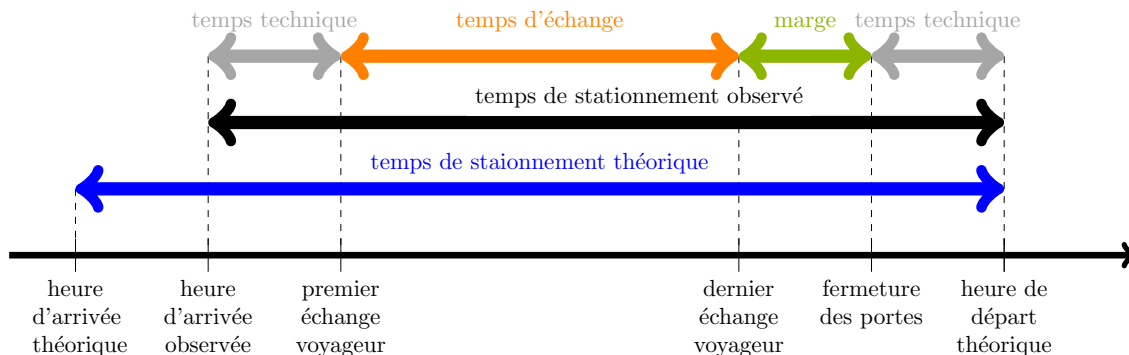 temps technique
temps d'échange
marge
temps technique
temps de stationnement observé
temps de staionnement théorique
heure
d'arrivée
théorique
heure
d'arrivée
observée
premier
échange
voyageur
dernier
échange
voyageur
fermeture
des portes
heure de
départ
théorique